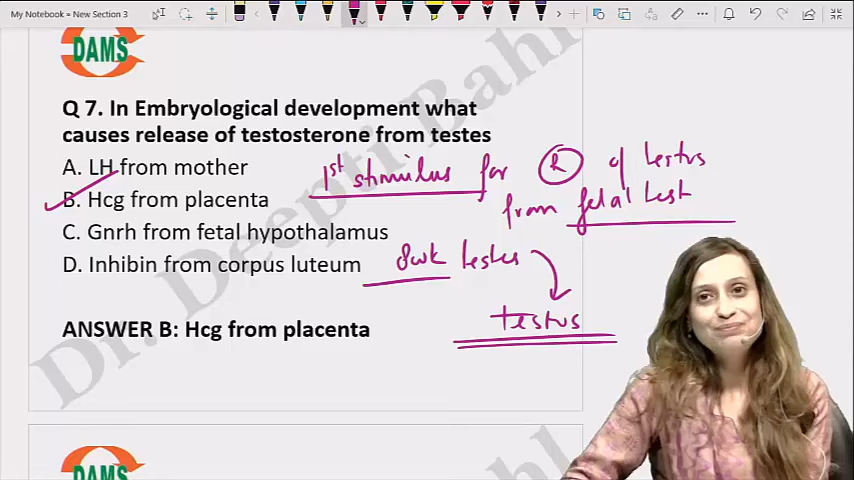 My Notebook » New Section 3
DAMS
Q 7. In Embryological development what
causes release of testosterone from testes
A. LH from mother
B. Hcg from placenta
C. Gnrh from fetal hypothalamus
D. Inhibin from corpus luteum
ANSWER B: Hcg from placenta
1st stimulus for (R) of testus
from fetal test
8wk testes
testus
Dr. Deepti Bahl
DAMS